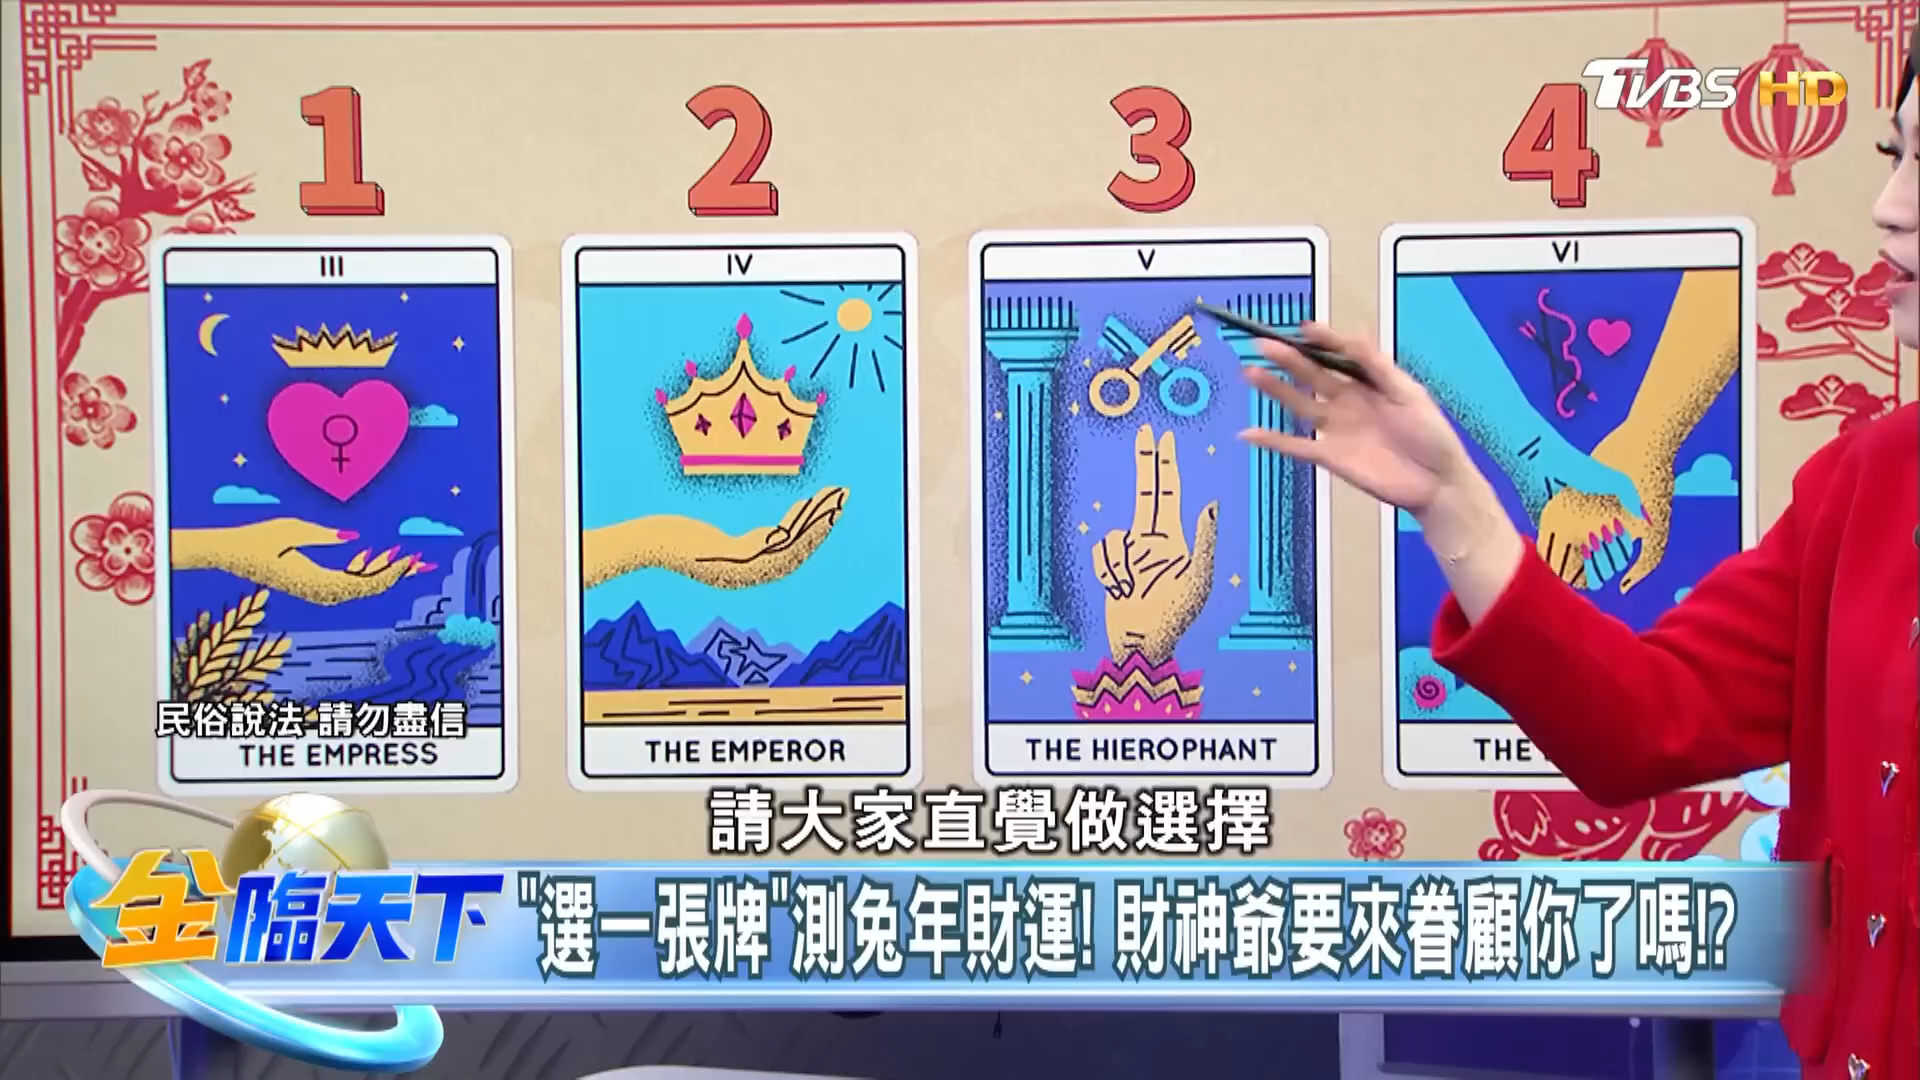 TVBS HD
1 2 3 4
III
IV
V
VI
民俗說法 請勿盡信
THE EMPRESS
THE EMPEROR
THE HIEROPHANT
THE
請大家直覺做選擇
金臨天下
"選一張牌"測兔年財運! 財神爺要來眷顧你了嗎!?